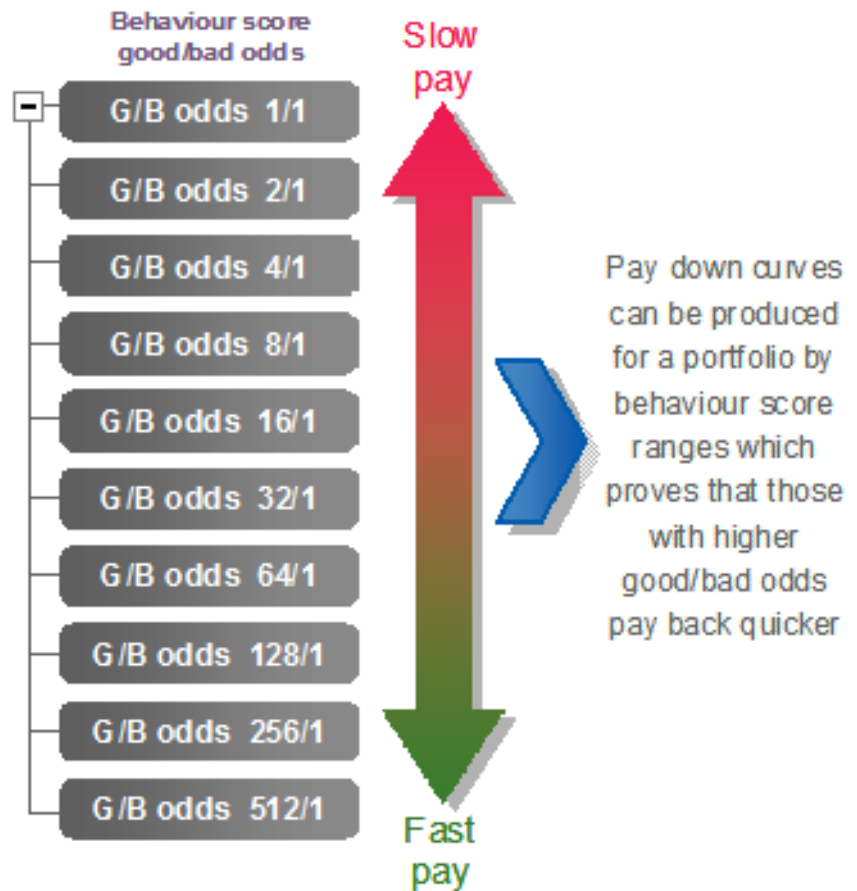 Behaviour score
good/bad odds
Slow
pay
G/B odds 1/1
G/B odds 2/1
G/B odds 4/1
G/B odds 8/1
G/B odds 16/1
G/B odds 32/1
G/B odds 64/1
G/B odds 128/1
G/B odds 256/1
G/B odds 512/1
Fast
pay
Pay down curves
can be produced
for a portfolio by
behaviour score
ranges which
proves that those
with higher
good/bad odds
pay back quicker